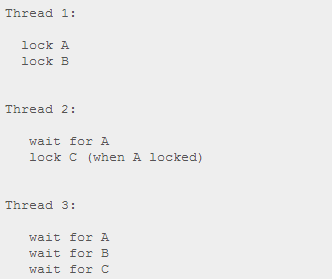 Thread 1:
lock A
lock B
Thread 2:
wait for A
lock C (when A locked)
Thread 3:
wait for A
wait for B
wait for C